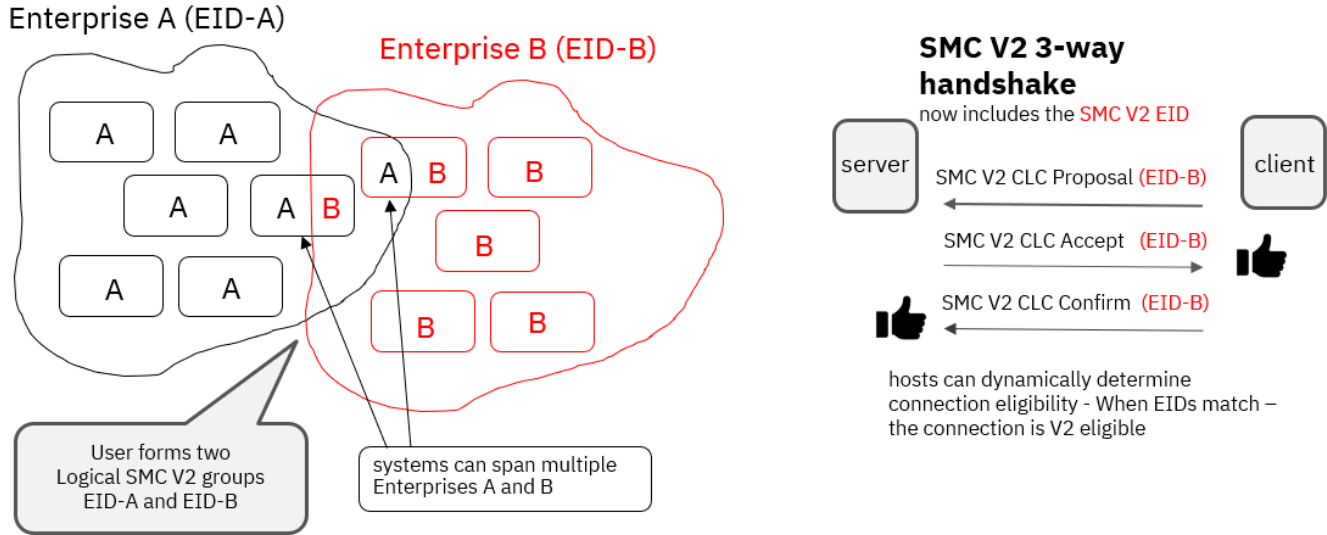 Enterprise A (EID-A)
Enterprise B (EID-B)
A
A
A
A B
A
A
A B
B
B
B
B
User forms two
Logical SMC V2 groups
EID-A and EID-B
systems can span multiple
Enterprises A and B
SMC V2 3-way
handshake
now includes the SMC V2 EID
server
client
SMC V2 CLC Proposal (EID-B)
SMC V2 CLC Accept (EID-B)
SMC V2 CLC Confirm (EID-B)
hosts can dynamically determine
connection eligibility - When EIDs match –
the connection is V2 eligible